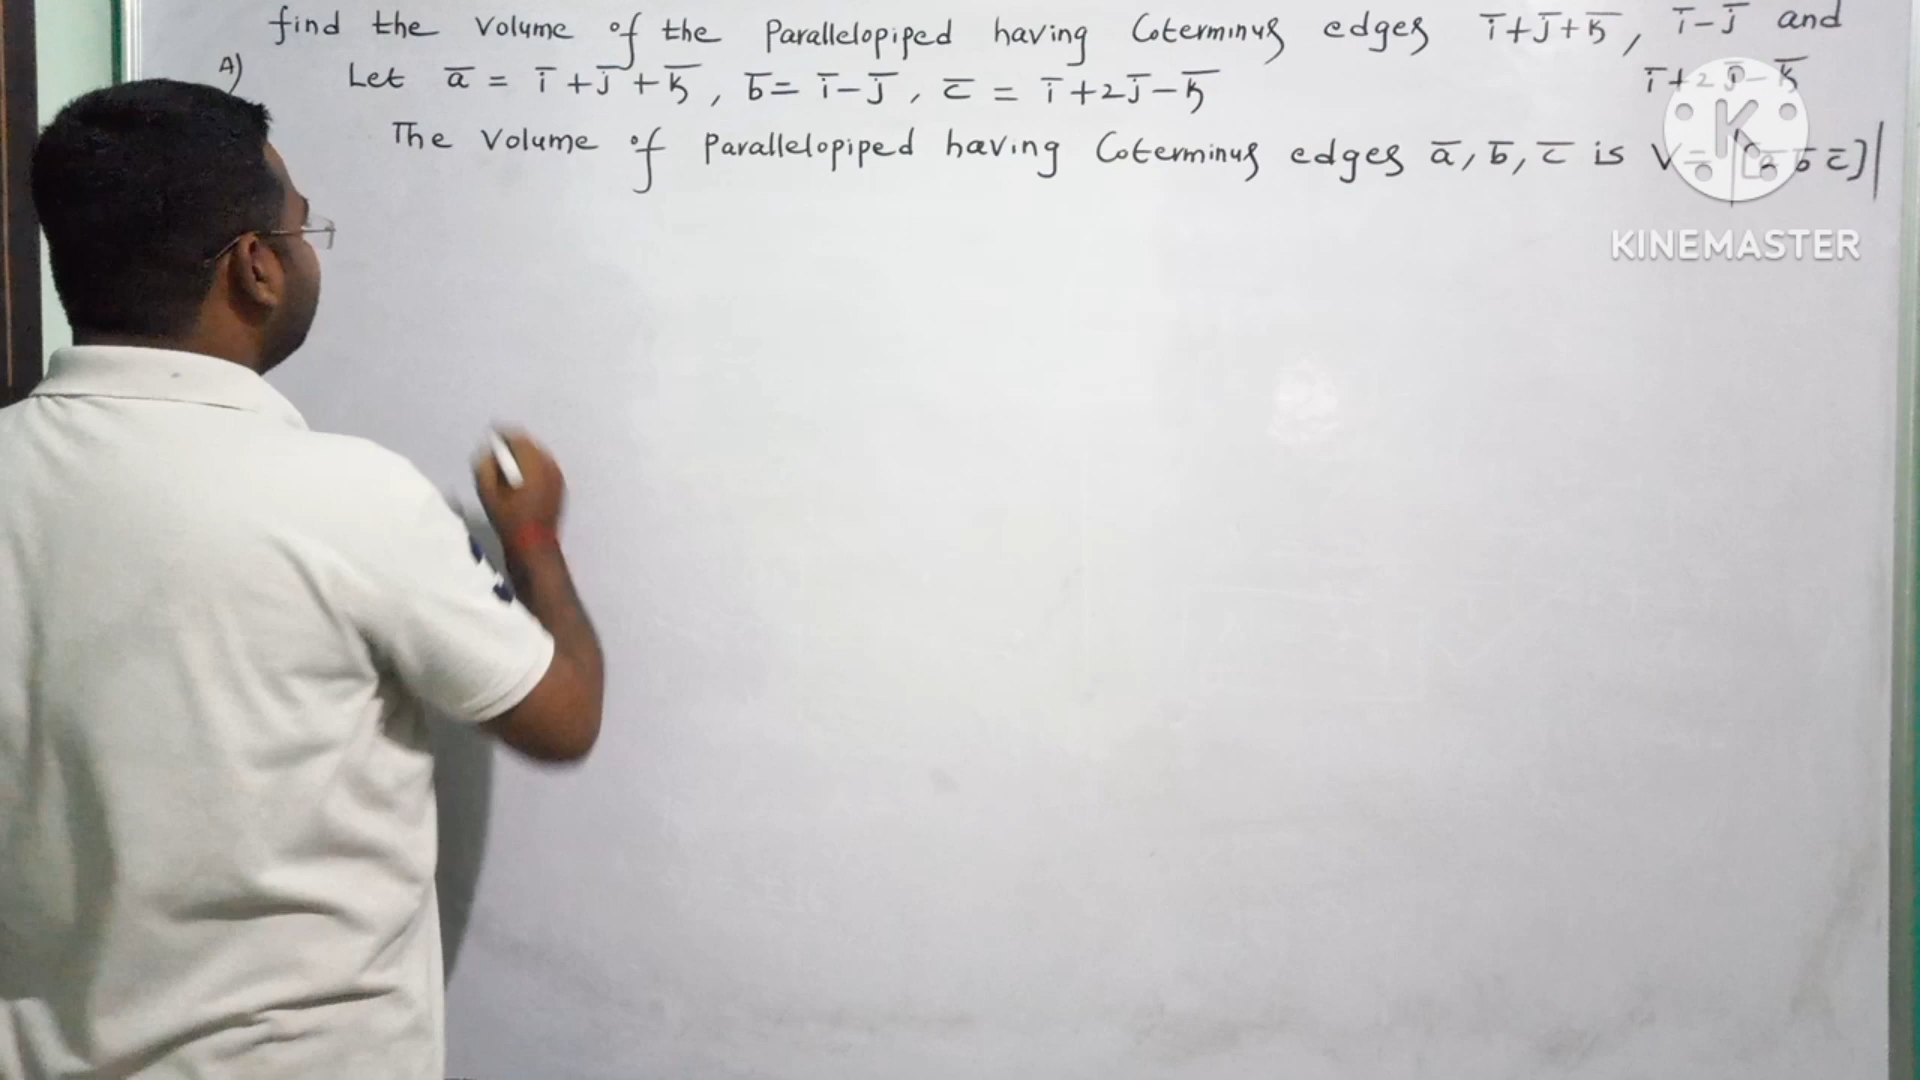 find the Volume of the Parallelopiped having Coterminus edges i̅+j̅+k̅, i̅-j̅ and
i̅+2j̅-k̅
A) Let a̅ = i̅+j̅+k̅, b̅= i̅-j̅, c̅ = i̅+2j̅-k̅
The Volume of Parallelopiped having Coterminus edges a̅, b̅, c̅ is V= |[a̅ b̅ c̅]|
KINEMASTER